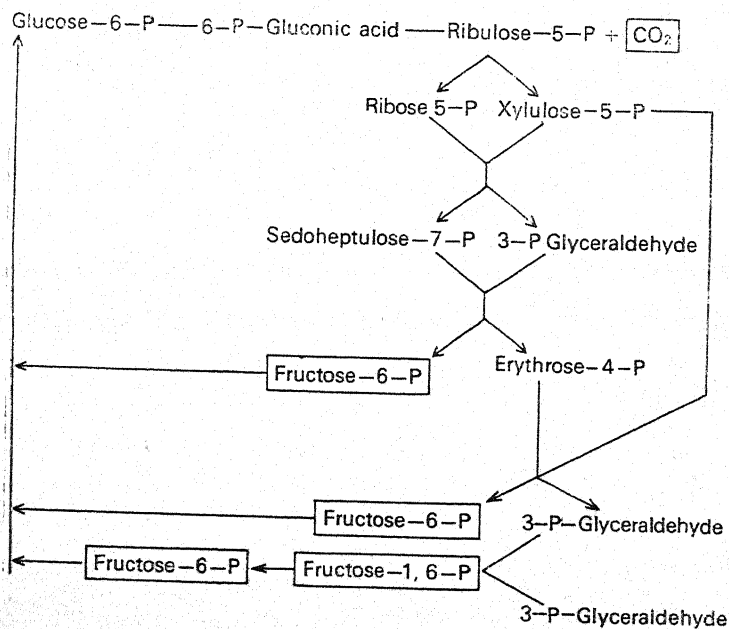 Glucose–6–P — 6–P–Gluconic acid — Ribulose–5–P + CO₂
Ribose 5–P Xylulose–5–P
Sedoheptulose–7–P 3–P Glyceraldehyde
Fructose–6–P Erythrose–4–P
Fructose–6–P 3–P–Glyceraldehyde
Fructose–6–P Fructose–1, 6–P
3–P–Glyceraldehyde